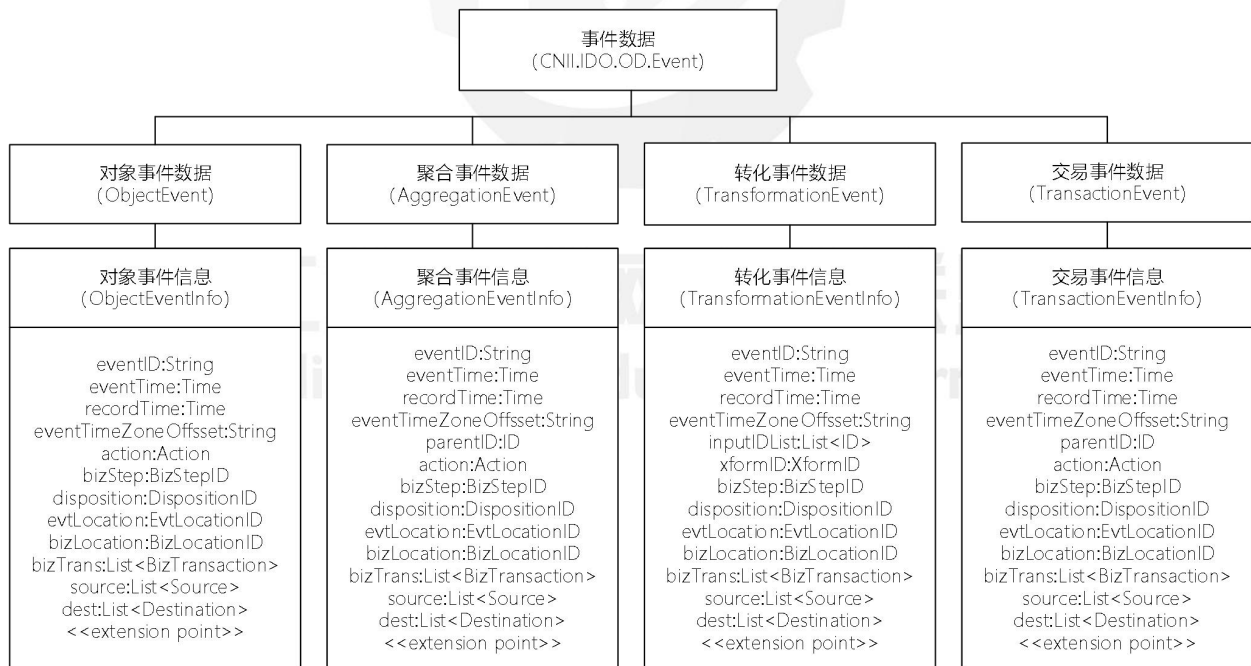 事件数据
(CNII.IDO.OD.Event)
对象事件数据
(ObjectEvent)
聚合事件数据
(AggregationEvent)
转化事件数据
(TransformationEvent)
交易事件数据
(TransactionEvent)
对象事件信息
(ObjectEventInfo)
eventID:String
eventTime:Time
recordTime:Time
eventTimeZoneOffsset:String
action:Action
bizStep:BizStepID
disposition:DispositionID
evtLocation:EvtLocationID
bizLocation:BizLocationID
bizTrans:List<BizTransaction>
source:List<Source>
dest:List<Destination>
<<extension point>>
聚合事件信息
(AggregationEventInfo)
eventID:String
eventTime:Time
recordTime:Time
eventTimeZoneOffsset:String
parentID:ID
action:Action
bizStep:BizStepID
disposition:DispositionID
evtLocation:EvtLocationID
bizLocation:BizLocationID
bizTrans:List<BizTransaction>
source:List<Source>
dest:List<Destination>
<<extension point>>
转化事件信息
(TransformationEventInfo)
eventID:String
eventTime:Time
recordTime:Time
eventTimeZoneOffsset:String
inputIDList:List<ID>
xformID:XformID
bizStep:BizStepID
disposition:DispositionID
evtLocation:EvtLocationID
bizLocation:BizLocationID
bizTrans:List<BizTransaction>
source:List<Source>
dest:List<Destination>
<<extension point>>
交易事件信息
(TransactionEventInfo)
eventID:String
eventTime:Time
recordTime:Time
eventTimeZoneOffsset:String
parentID:ID
action:Action
bizStep:BizStepID
disposition:DispositionID
evtLocation:EvtLocationID
bizLocation:BizLocationID
bizTrans:List<BizTransaction>
source:List<Source>
dest:List<Destination>
<<extension point>>